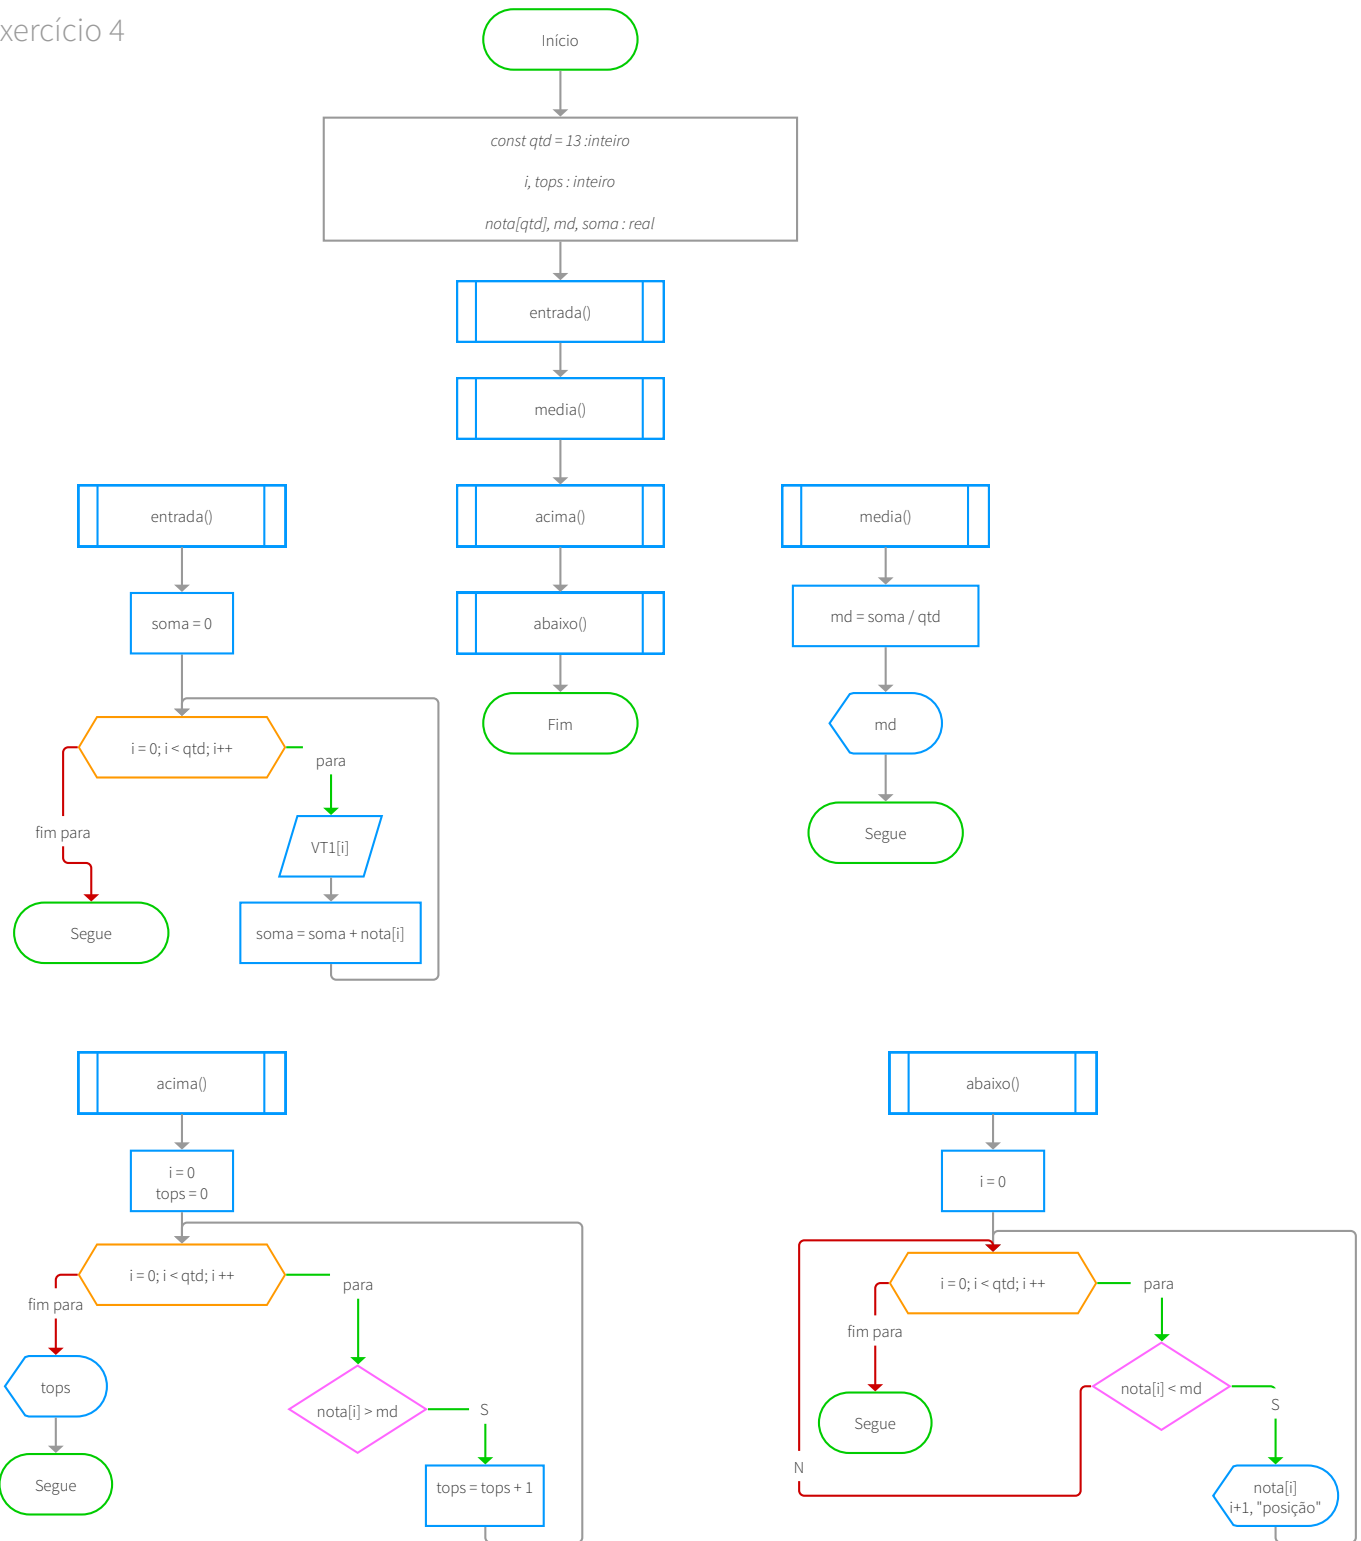 xercício 4
Início
const qtd = 13 :inteiro
i, tops : inteiro
nota[qtd], md, soma : real
entrada()
media()
acima()
abaixo()
Fim
entrada()
soma = 0
i = 0; i < qtd; i++
para
fim para
VT1[i]
soma = soma + nota[i]
Segue
media()
md = soma / qtd
md
Segue
acima()
i = 0
tops = 0
i = 0; i < qtd; i ++
para
fim para
tops
Segue
nota[i] > md
S
tops = tops + 1
abaixo()
i = 0
i = 0; i < qtd; i ++
para
fim para
Segue
nota[i] < md
S
N
nota[i]
i+1, "posição"